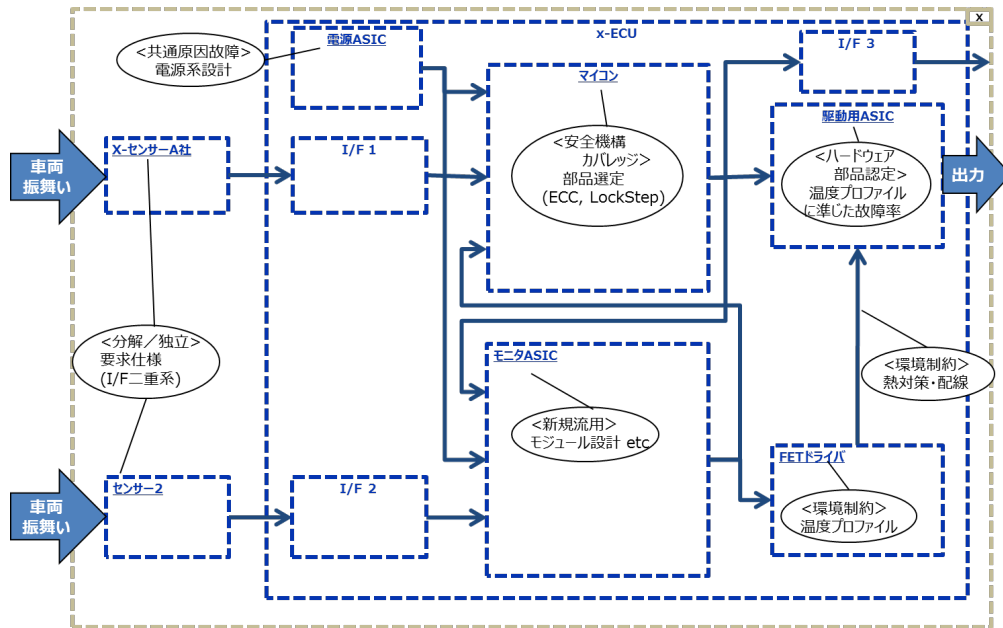 X
x-ECU
電源ASIC
<共通原因故障>
電源系設計
I/F 3
マイコン
<安全機構
カバレッジ>
部品選定
(ECC, LockStep)
駆動用ASIC
<ハードウェア
部品認定>
温度プロファイル
に準じた故障率
車両
振舞い
X-センサーA社
I/F 1
出力
<分解／独立>
要求仕様
(I/F二重系)
モニタASIC
<新規流用>
モジュール設計 etc
<環境制約>
熱対策・配線
車両
振舞い
センサー2
I/F 2
FETドライバ
<環境制約>
温度プロファイル